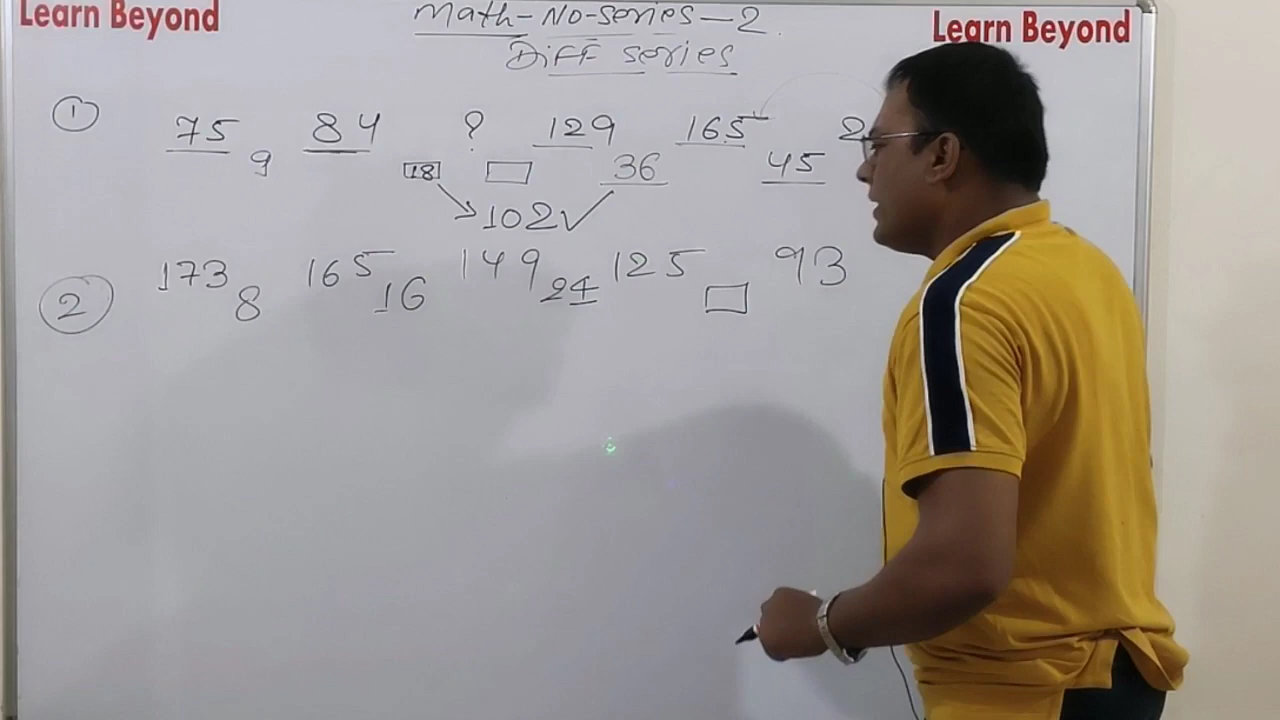 Learn Beyond
Math-No-series-2
Learn Beyond
Diff series
1 75 84 ? 129 165 2
9 18 36 45
102
2 173 165 149 125 93
8 16 24